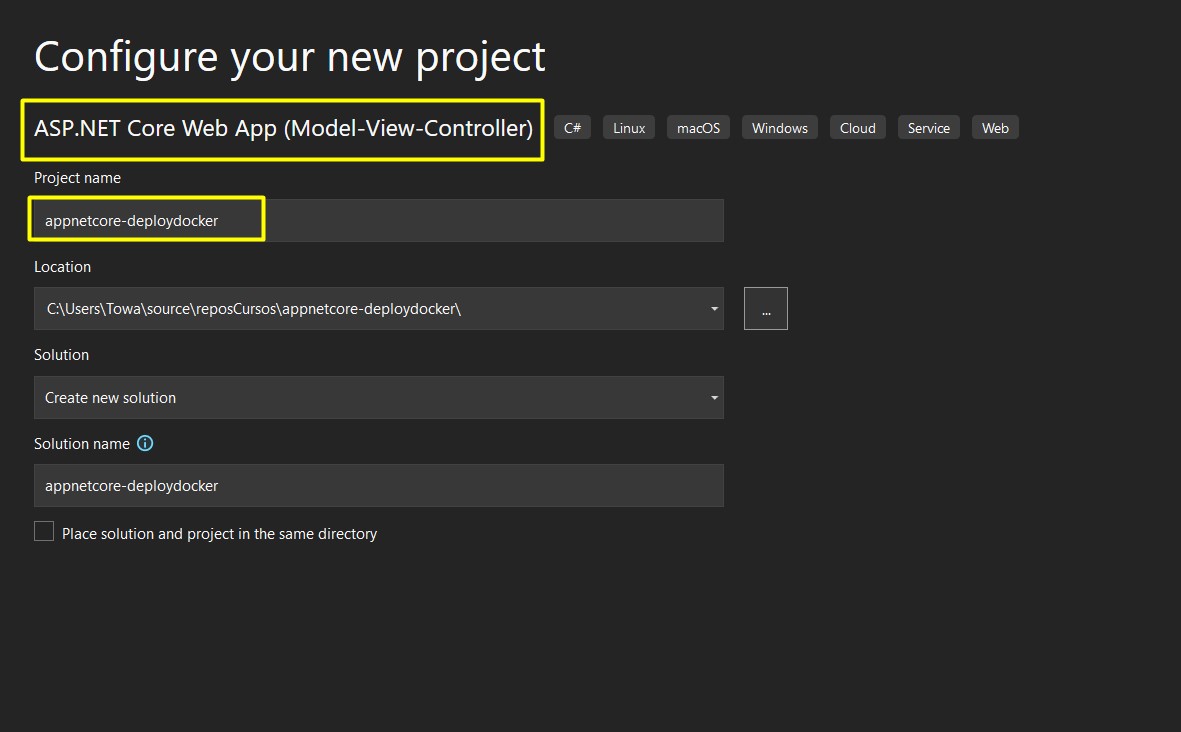 Configure your new project
ASP.NET Core Web App (Model-View-Controller) C# Linux macOS Windows Cloud Service Web
Project name
appnetcore-deploydocker
Location
C:\Users\Towa\source\reposCursos\appnetcore-deploydocker\
...
Solution
Create new solution
Solution name
appnetcore-deploydocker
Place solution and project in the same directory